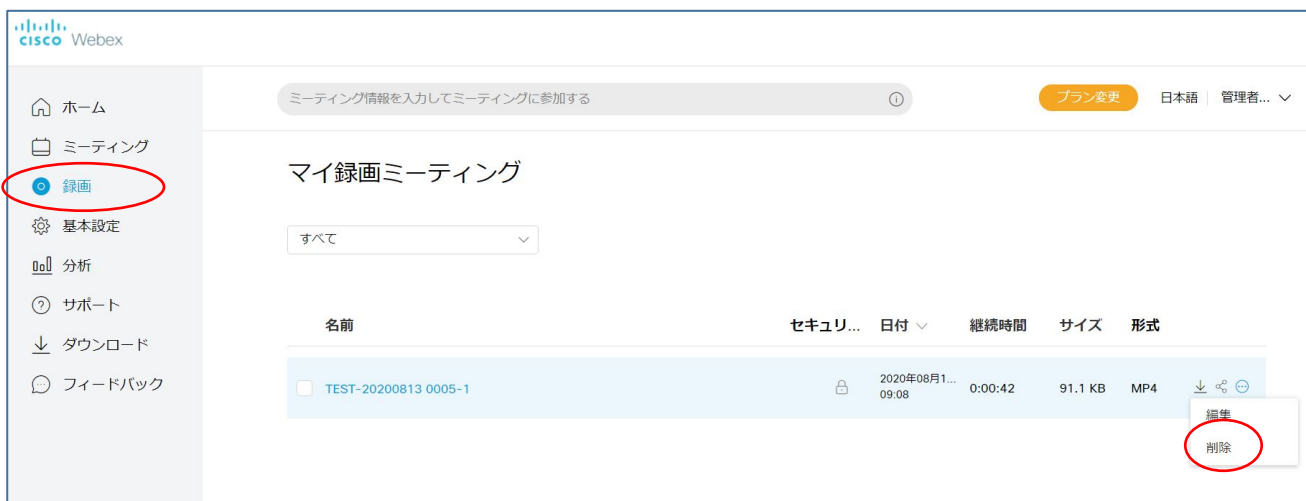 CISCO Webex
ミーティング情報を入力してミーティングに参加する
プラン変更
日本語
管理者...
ホーム
ミーティング
録画
基本設定
分析
サポート
ダウンロード
フィードバック
マイ録画ミーティング
すべて
名前 セキュリ... 日付 継続時間 サイズ 形式
TEST-20200813 0005-1 2020年08月1... 0:00:42 91.1 KB MP4
09:08
編集
削除